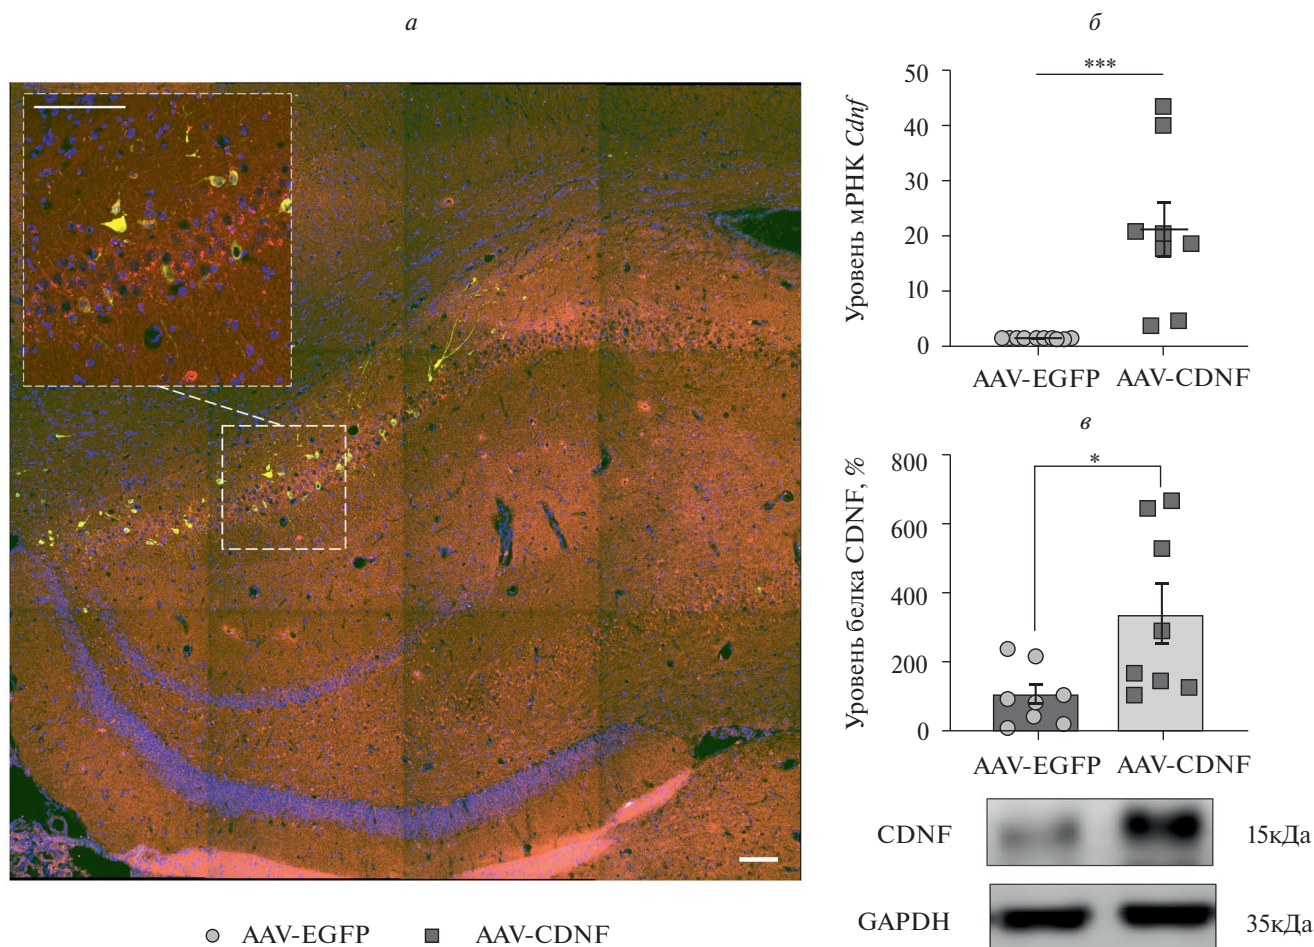 а
б
***
50
40
30
20
10
0
Уровень мРНК Cdnf
AAV-EGFP AAV-CDNF
в
*
800
600
400
200
0
Уровень белка CDNF, %
AAV-EGFP AAV-CDNF
CDNF 15кДа
GAPDH 35кДа
AAV-EGFP AAV-CDNF